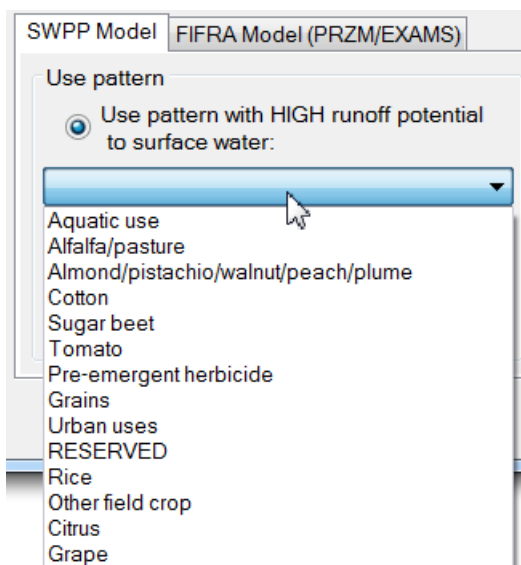 SWPP Model FIFRA Model (PRZM/EXAMS)
Use pattern
Use pattern with HIGH runoff potential
to surface water:
Aquatic use
Alfalfa/pasture
Almond/pistachio/walnut/peach/plume
Cotton
Sugar beet
Tomato
Pre-emergent herbicide
Grains
Urban uses
RESERVED
Rice
Other field crop
Citrus
Grape